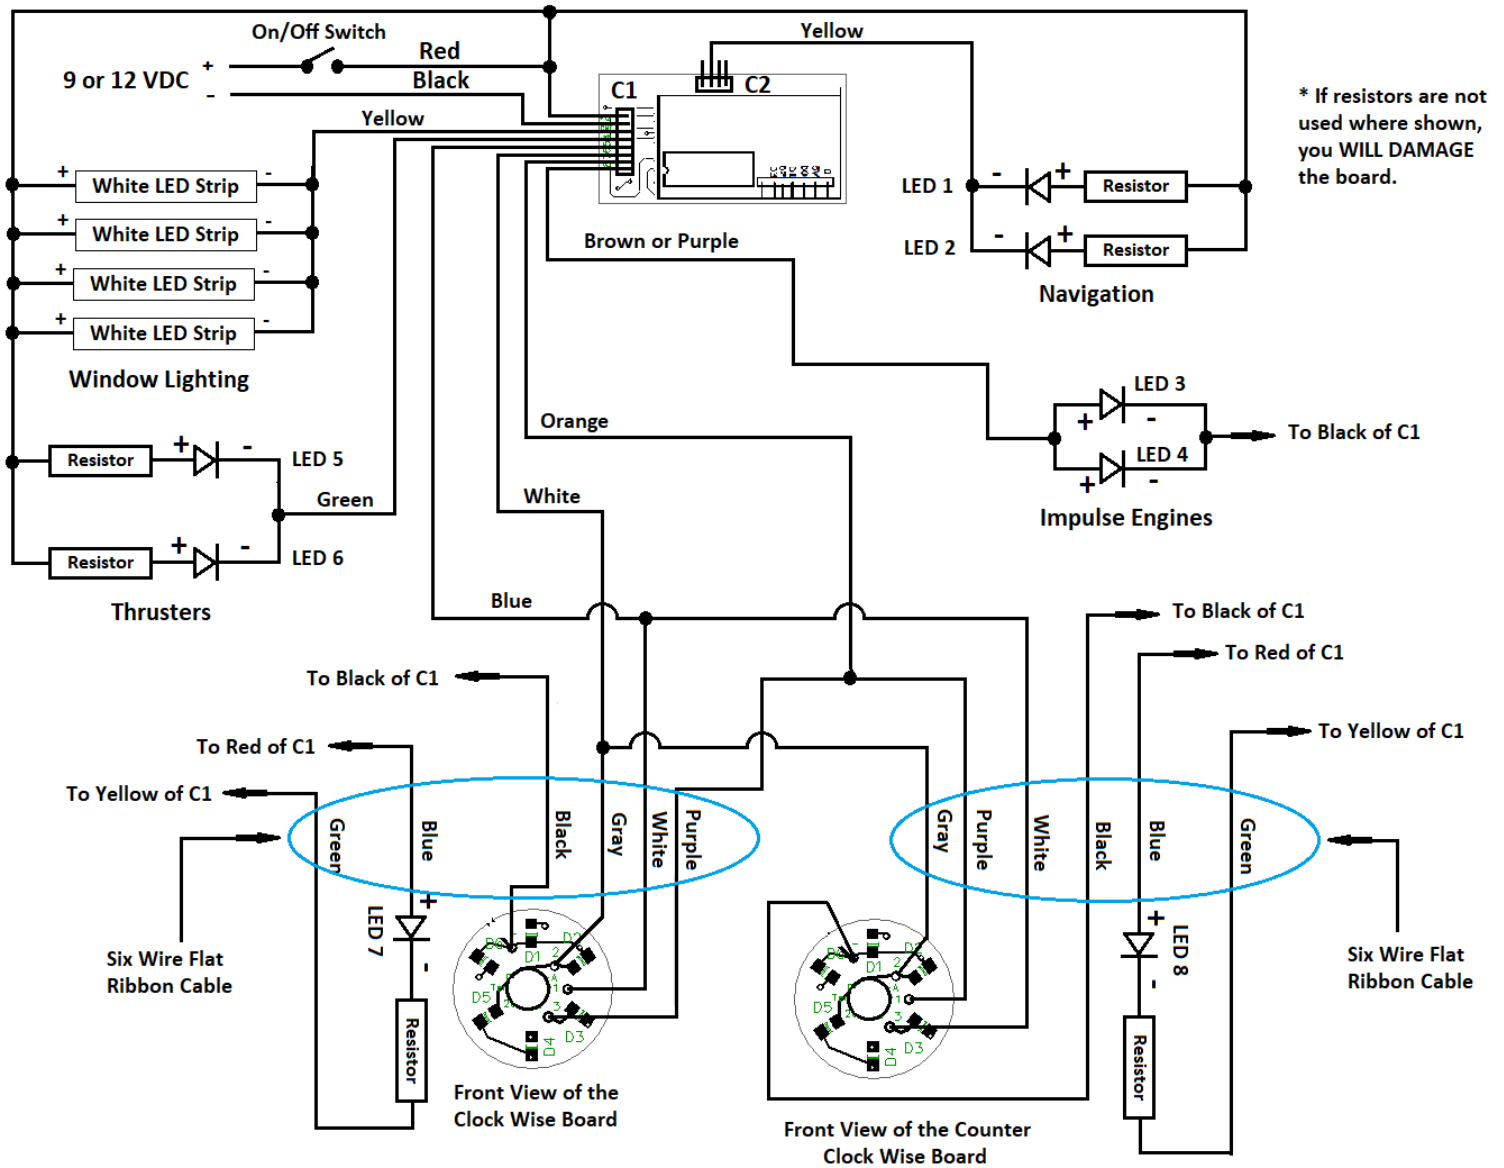 On/Off Switch
Red
9 or 12 VDC
+
Black
-
Yellow
C1
C2
Yellow
* If resistors are not
used where shown,
you WILL DAMAGE
the board.
+ White LED Strip -
+ White LED Strip -
+ White LED Strip -
+ White LED Strip -
Window Lighting
LED 1 - + Resistor
LED 2 - + Resistor
Navigation
Brown or Purple
LED 3
+ -
LED 4
+ -
To Black of C1
Impulse Engines
Resistor + - LED 5
Green
Resistor + - LED 6
Thrusters
Orange
White
Blue
To Black of C1
To Red of C1
To Yellow of C1
To Black of C1
To Red of C1
To Yellow of C1
Green
Blue
Black
Gray
White
Purple
Gray
Purple
White
Black
Blue
Green
Six Wire Flat
Ribbon Cable
LED 7
+
-
Resistor
D1
D2
D3
D4
D5
1
2
3
Front View of the
Clock Wise Board
D1
D3
D4
D5
1
2
3
Front View of the Counter
Clock Wise Board
LED 8
+
-
Resistor
Six Wire Flat
Ribbon Cable